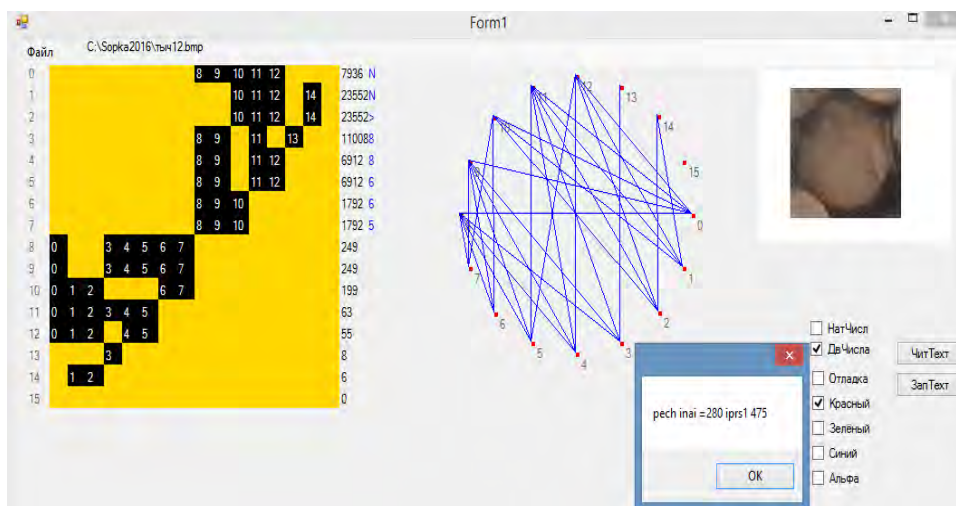 Form1
Файл C:\Sopka2016\тыч12.bmp
0 8 9 10 11 12 7936 N
1 10 11 12 14 23552N
2 10 11 12 14 23552>
3 8 9 11 13 110088
4 8 9 11 12 6912 8
5 8 9 11 12 6912 6
6 8 9 10 1792 6
7 8 9 10 1792 5
8 0 3 4 5 6 7 249
9 0 3 4 5 6 7 249
10 0 1 2 6 7 199
11 0 1 2 3 4 5 63
12 0 1 2 4 5 55
13 3 8
14 1 2 6
15 0
12
13
14
15
0
1
2
3
4
5
6
7
pech inai =280 iprs1 475
OK
НатЧисл
ДвЧисла
Отладка
Красный
Зеленый
Синий
Альфа
ЧитТекст
ЗапТекст